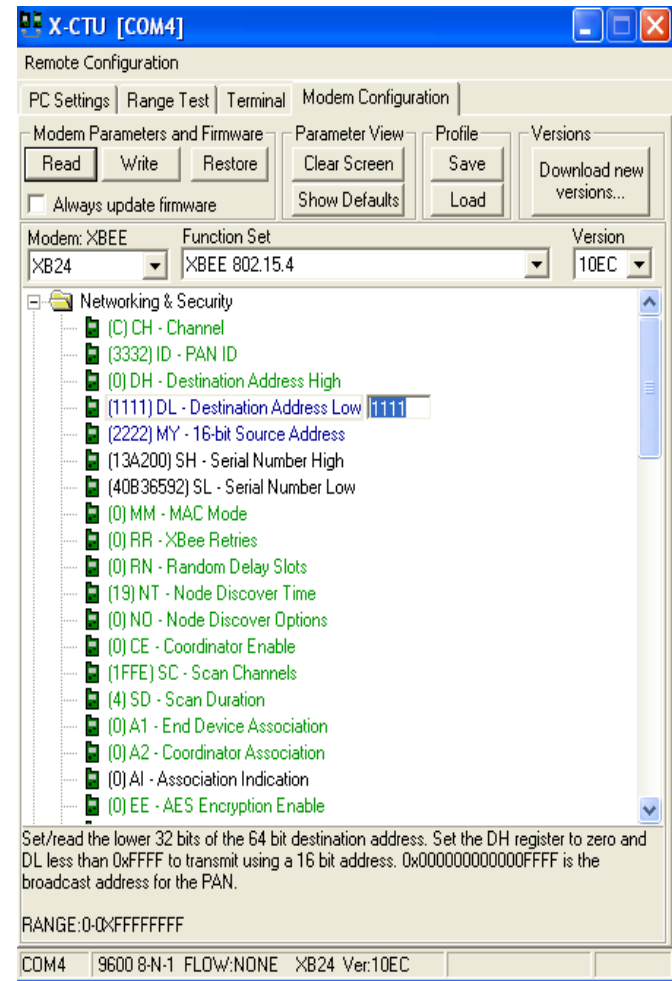 X-CTU [COM4]
Remote Configuration
PC Settings Range Test Terminal Modem Configuration
Modem Parameters and Firmware Parameter View Profile Versions
Read Write Restore Clear Screen Save Download new versions...
Always update firmware Show Defaults Load
Modem: XBEE Function Set Version
XB24 XBEE 802.15.4 10EC
Networking & Security
(C) CH - Channel
(3332) ID - PAN ID
(0) DH - Destination Address High
(1111) DL - Destination Address Low 1111
(2222) MY - 16-bit Source Address
(13A200) SH - Serial Number High
(40B36592) SL - Serial Number Low
(0) MM - MAC Mode
(0) RR - XBee Retries
(0) RN - Random Delay Slots
(19) NT - Node Discover Time
(0) NO - Node Discover Options
(0) CE - Coordinator Enable
(1FFE) SC - Scan Channels
(4) SD - Scan Duration
(0) A1 - End Device Association
(0) A2 - Coordinator Association
(0) AI - Association Indication
(0) EE - AES Encryption Enable
Set/read the lower 32 bits of the 64 bit destination address. Set the DH register to zero and
DL less than 0xFFFF to transmit using a 16 bit address. 0x000000000000FFFF is the
broadcast address for the PAN.
RANGE:0-0XFFFFFFFF
COM4 9600 8-N-1 FLOW:NONE XB24 Ver:10EC